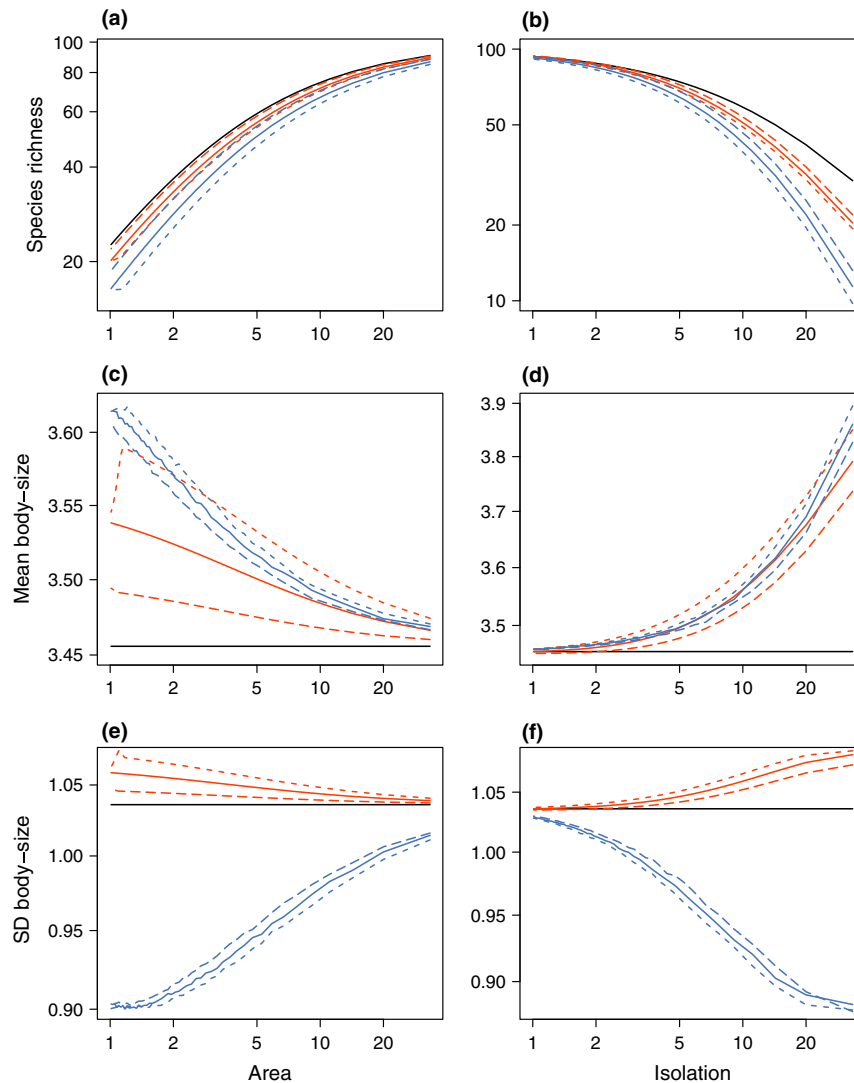 (a)
(b)
Species richness
100
80
60
40
20
1 2 5 10 20
100
50
20
10
1 2 5 10 20
(c)
(d)
Mean body−size
3.60
3.55
3.50
3.45
1 2 5 10 20
3.9
3.8
3.7
3.6
3.5
1 2 5 10 20
(e)
(f)
SD body−size
1.05
1.00
0.95
0.90
1 2 5 10 20
Area
1.05
1.00
0.95
0.90
1 2 5 10 20
Isolation